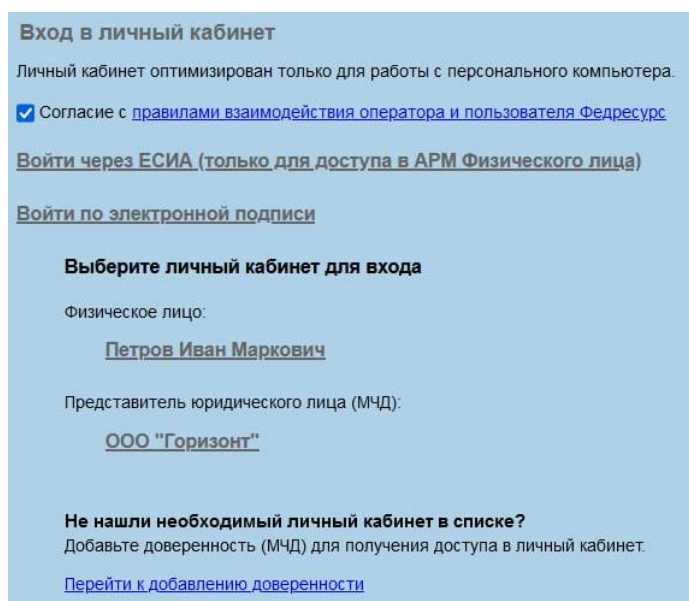 Вход в личный кабинет
Личный кабинет оптимизирован только для работы с персонального компьютера.
Согласие с правилами взаимодействия оператора и пользователя Федресурс
Войти через ЕСИА (только для доступа в АРМ Физического лица)
Войти по электронной подписи
Выберите личный кабинет для входа
Физическое лицо:
Петров Иван Маркович
Представитель юридического лица (МЧД):
ООО "Горизонт"
Не нашли необходимый личный кабинет в списке?
Добавьте доверенность (МЧД) для получения доступа в личный кабинет.
Перейти к добавлению доверенности